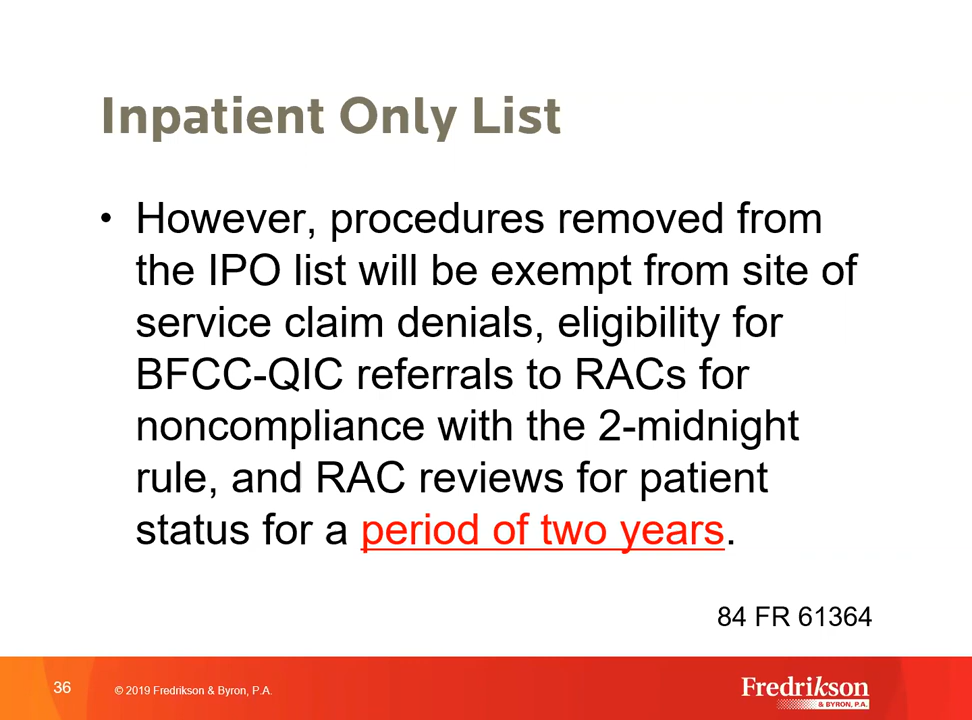 Inpatient Only List
• However, procedures removed from
the IPO list will be exempt from site of
service claim denials, eligibility for
BFCC-QIC referrals to RACs for
noncompliance with the 2-midnight
rule, and RAC reviews for patient
status for a period of two years.
84 FR 61364
36
© 2019 Fredrikson & Byron, P.A.
Fredrikson
& BYRON, P.A.